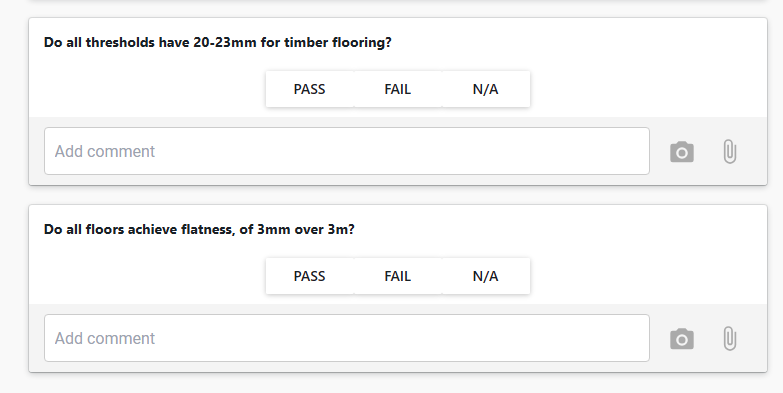 Do all thresholds have 20-23mm for timber flooring?
PASS FAIL N/A
Add comment
Do all floors achieve flatness, of 3mm over 3m?
PASS FAIL N/A
Add comment